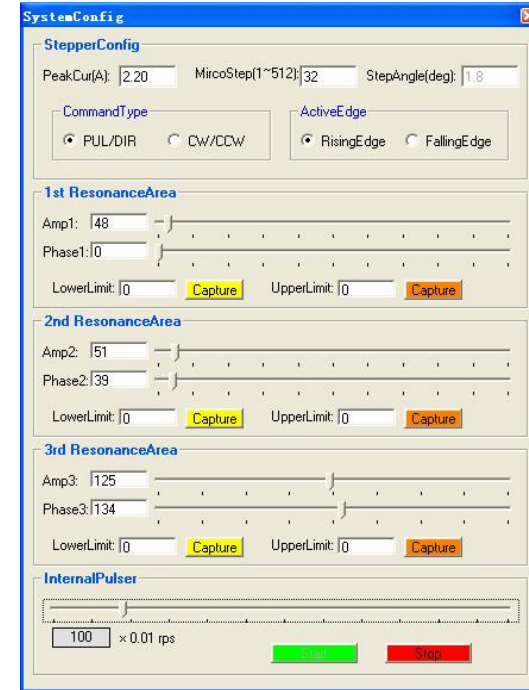 SystemConfig
StepperConfig
PeakCur(A): 2.20 MircoStep(1~512): 32 StepAngle(deg): 1.8
CommandType ActiveEdge
PUL/DIR CW/CCW RisingEdge FallingEdge
1st ResonanceArea
Amp1: 48
Phase1: 0
LowerLimit: 0 Capture UpperLimit: 0 Capture
2nd ResonanceArea
Amp2: 51
Phase2: 39
LowerLimit: 0 Capture UpperLimit: 0 Capture
3rd ResonanceArea
Amp3: 125
Phase3: 134
LowerLimit: 0 Capture UpperLimit: 0 Capture
InternalPulser
100 × 0.01 rps
Start Stop